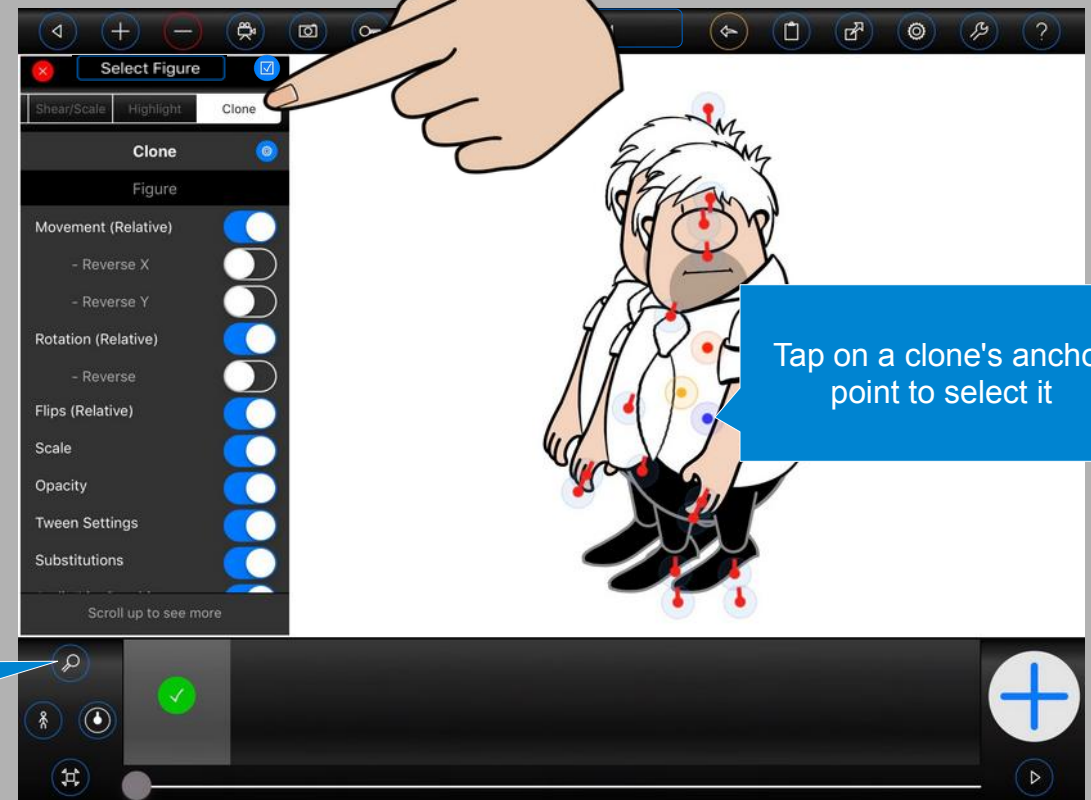 Select Figure
Shear/Scale Highlight Clone
Clone
Figure
Movement (Relative)
- Reverse X
- Reverse Y
Rotation (Relative)
- Reverse
Flips (Relative)
Scale
Opacity
Tween Settings
Substitutions
Scroll up to see more
Tap on a clone's ancho
point to select it
?